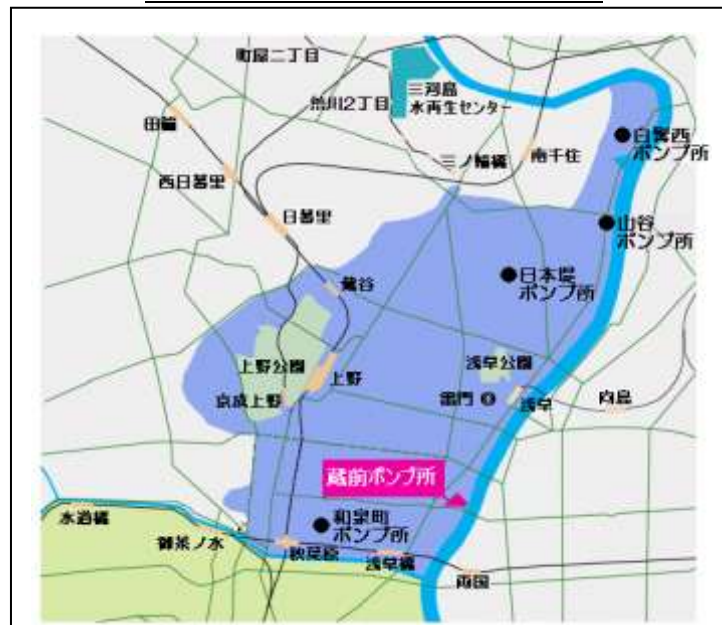 町屋二丁目
荒川2丁目
三河島
水再生センター
田端
西日暮里
三ノ輪橋
南千住
白鬚西
ポンプ所
日暮里
山谷
ポンプ所
日本堤
ポンプ所
鶯谷
上野公園
上野
京成上野
浅草公園
雷門
浅草
向島
蔵前ポンプ所
水道橋
御茶ノ水
和泉町
ポンプ所
秋葉原
浅草橋
両国